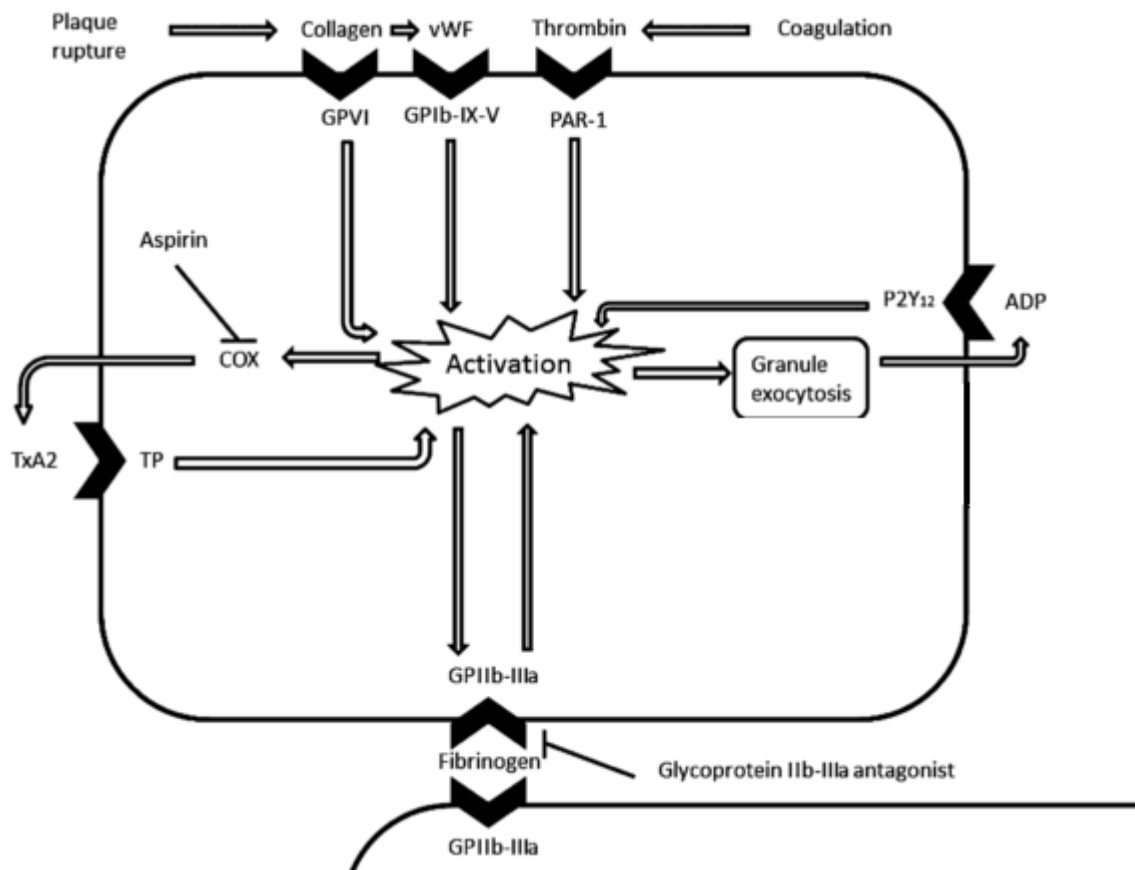 Plaque
rupture
Collagen
vWF
Thrombin
Coagulation
GPVI
GPIb-IX-V
PAR-1
Aspirin
P2Y₁₂
ADP
COX
Activation
Granule
exocytosis
TxA2
TP
GPIIb-IIIa
Fibrinogen
Glycoprotein IIb-IIIa antagonist
GPIIb-IIIa